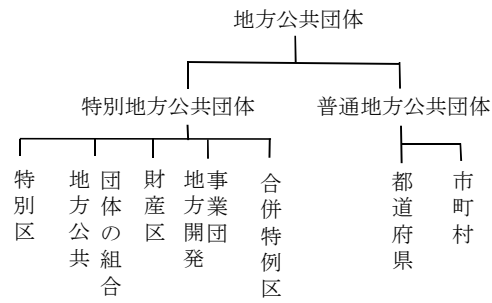 地方公共団体
特別地方公共団体
普通地方公共団体
特別区
地方公共
団体の組合
財産区
地方開発
事業団
合併特例区
都道府県
市町村